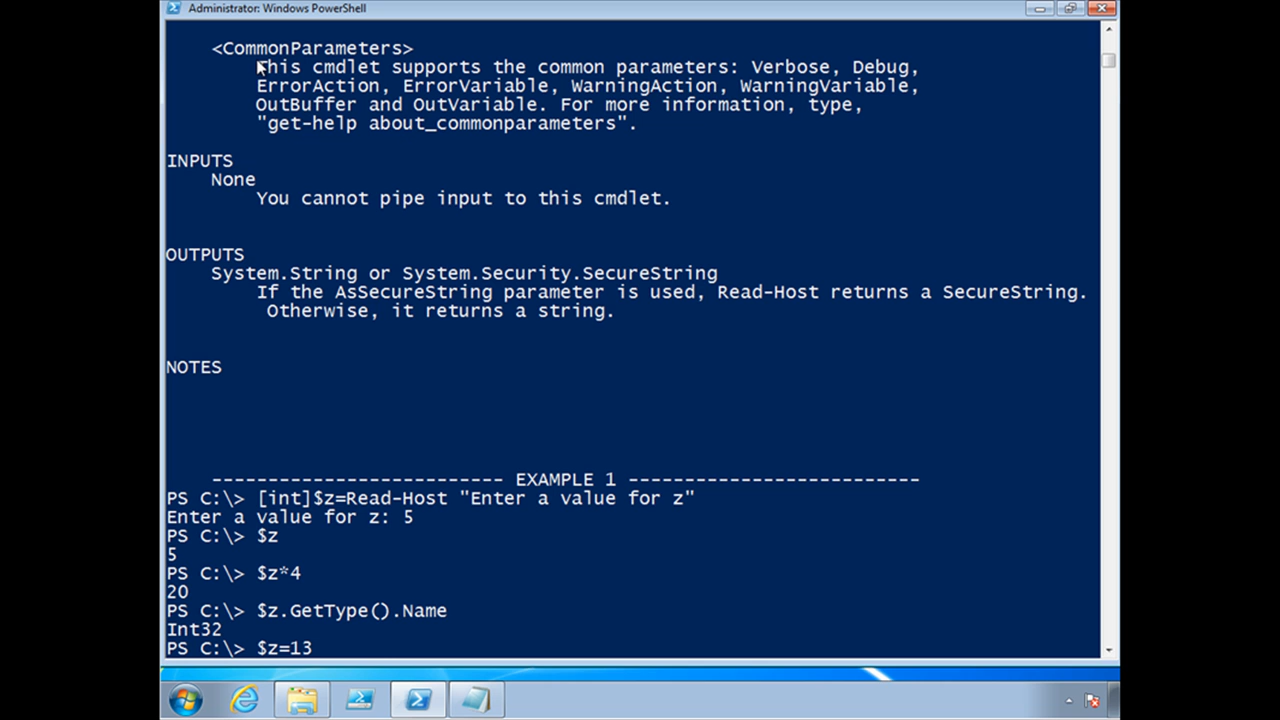 Administrator: Windows PowerShell
<CommonParameters>
This cmdlet supports the common parameters: Verbose, Debug,
ErrorAction, ErrorVariable, WarningAction, WarningVariable,
OutBuffer and OutVariable. For more information, type,
"get-help about_commonparameters".
INPUTS
None
You cannot pipe input to this cmdlet.
OUTPUTS
System.String or System.Security.SecureString
If the AsSecureString parameter is used, Read-Host returns a SecureString.
Otherwise, it returns a string.
NOTES
-------------------------- EXAMPLE 1 --------------------------
PS C:\> [int]$z=Read-Host "Enter a value for z"
Enter a value for z: 5
PS C:\> $z
5
PS C:\> $z*4
20
PS C:\> $z.GetType().Name
Int32
PS C:\> $z=13